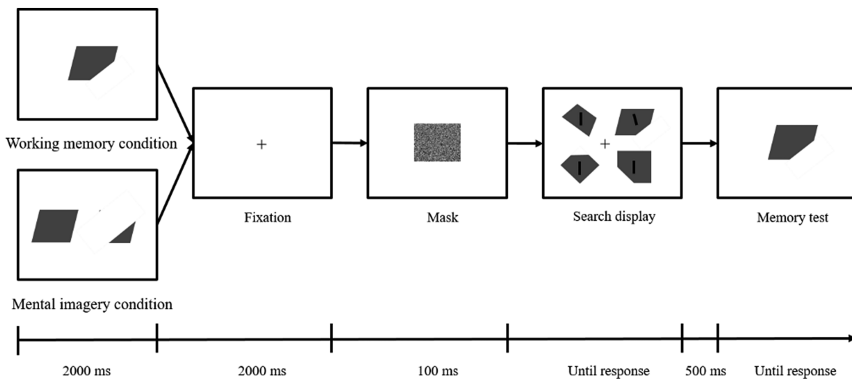 Working memory condition
Mental imagery condition
Fixation
Mask
Search display
Memory test
2000 ms
2000 ms
100 ms
Until response
500 ms
Until response